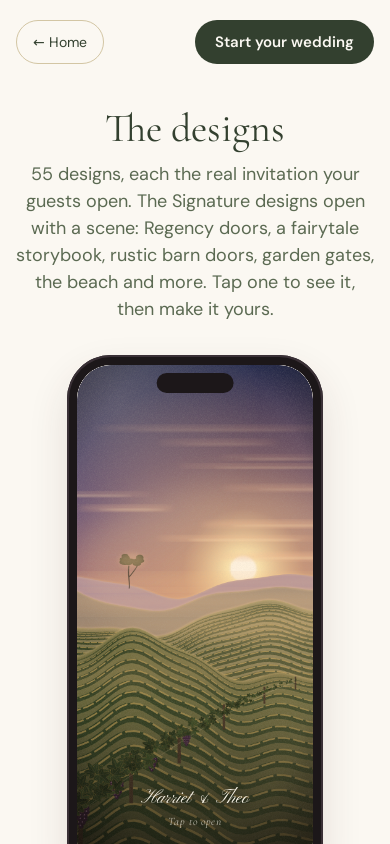 ← Home
Start your wedding
The designs
55 designs, each the real invitation your
guests open. The Signature designs open
with a scene: Regency doors, a fairytale
storybook, rustic barn doors, garden gates,
the beach and more. Tap one to see it,
then make it yours.
Harriet & Theo
Tap to open